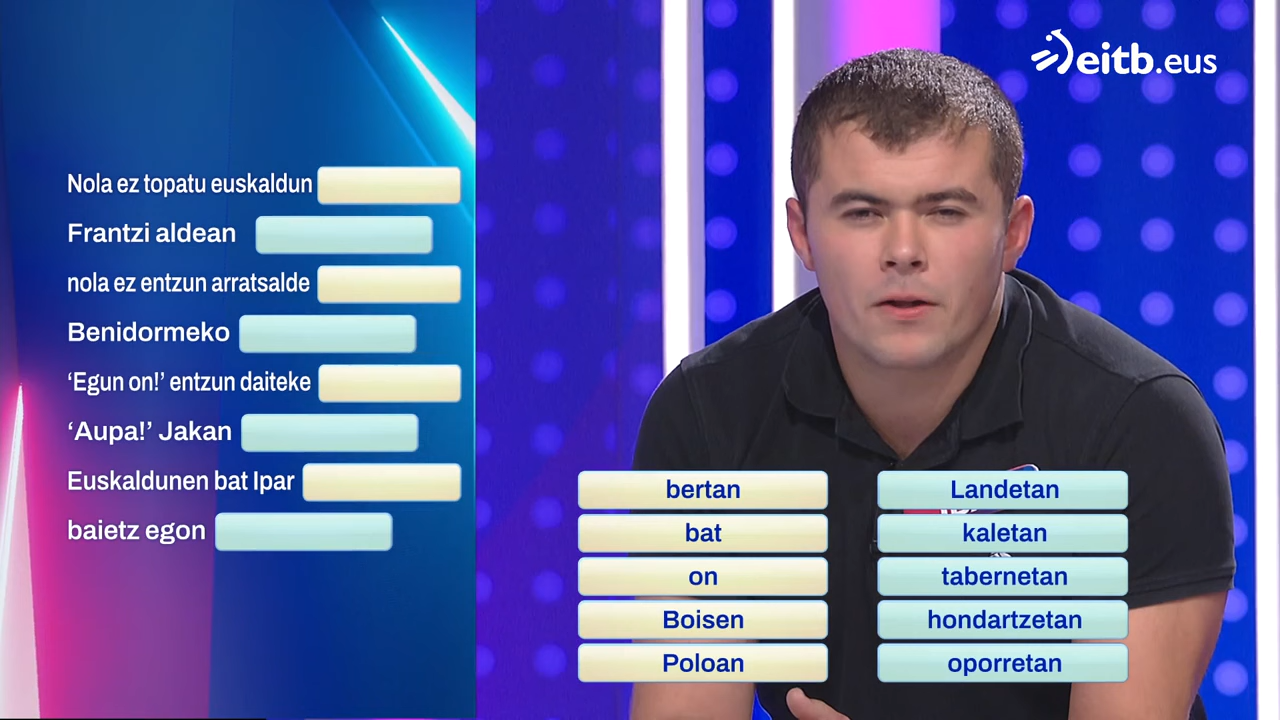 eitb.eus
Nola ez topatu euskaldun
Frantzi aldean
nola ez entzun arratsalde
Benidormeko
‘Egun on!’ entzun daiteke
‘Aupa!’ Jakan
Euskaldunen bat Ipar
baietz egon
bertan
bat
on
Boisen
Poloan
Landetan
kaletan
tabernetan
hondartzetan
oporretan